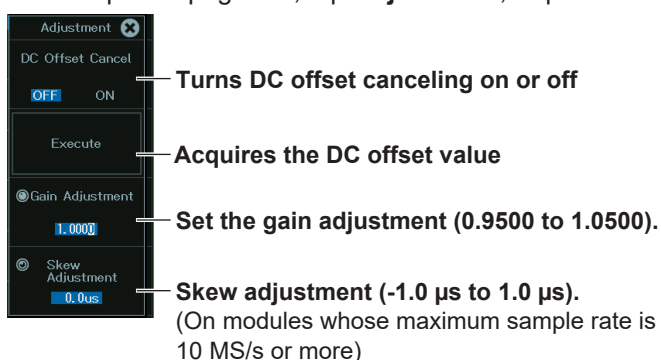 Adjustment
DC Offset Cancel
OFF ON
Turns DC offset canceling on or off
Execute
Acquires the DC offset value
Gain Adjustment
1.0000
Set the gain adjustment (0.9500 to 1.0500).
Skew
Adjustment
0.0us
Skew adjustment (-1.0 µs to 1.0 µs).
(On modules whose maximum sample rate is
10 MS/s or more)